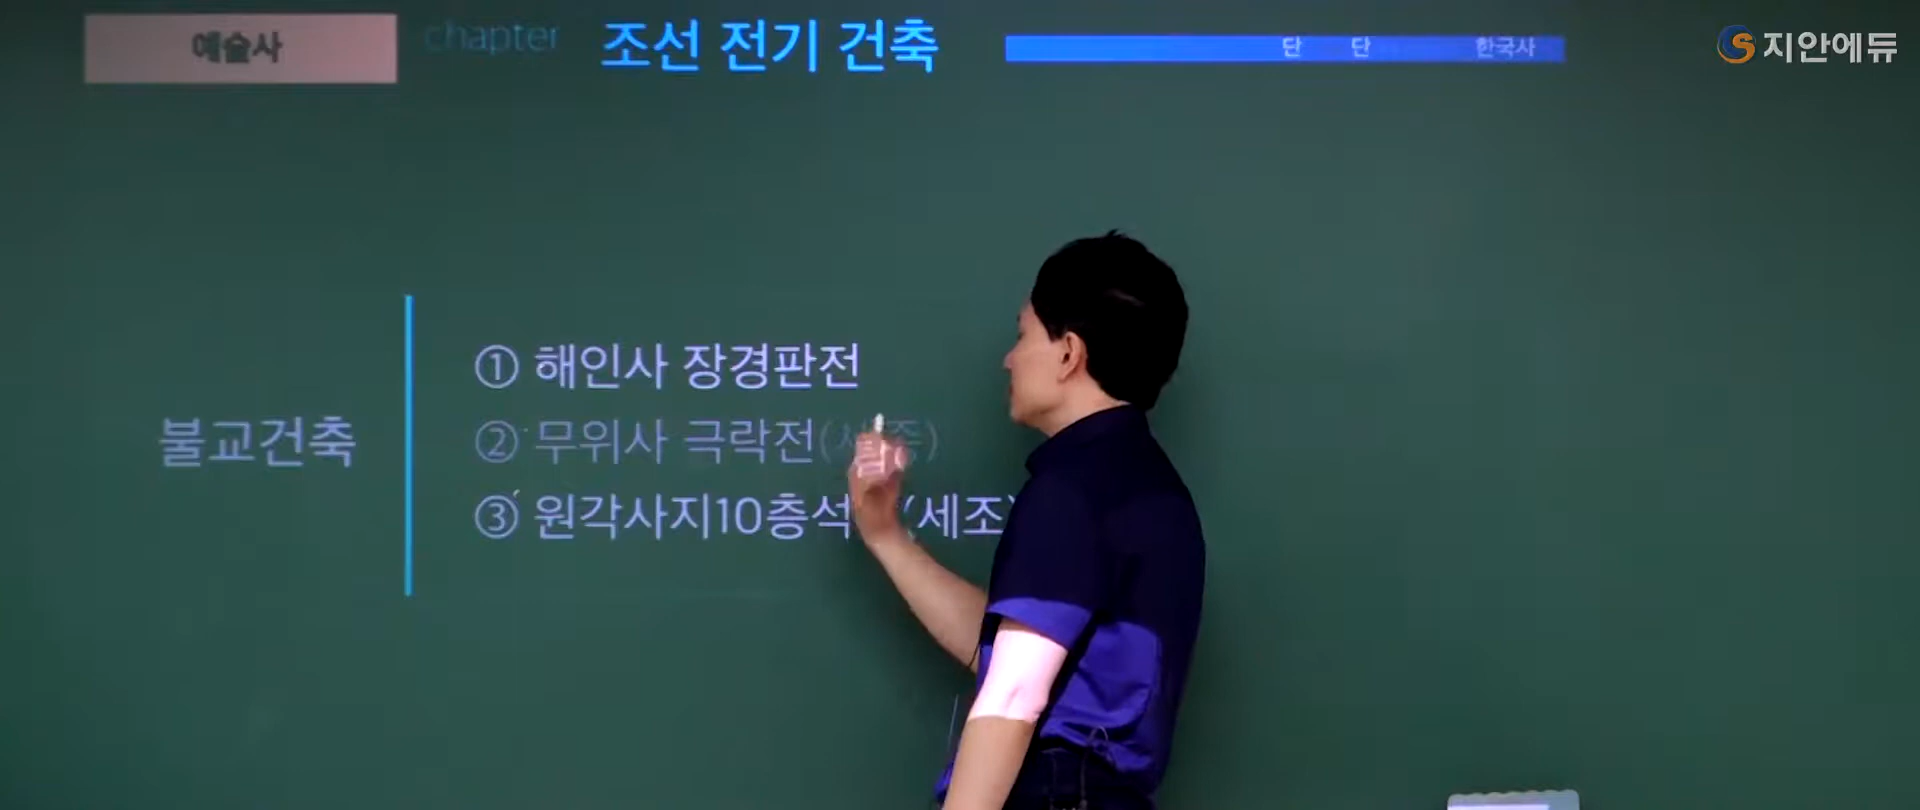 예술사
chapter
조선 전기 건축
단 단 한국사
지안에듀
불교건축
① 해인사 장경판전
② 무위사 극락전(세종)
③ 원각사지10층석 (세조)